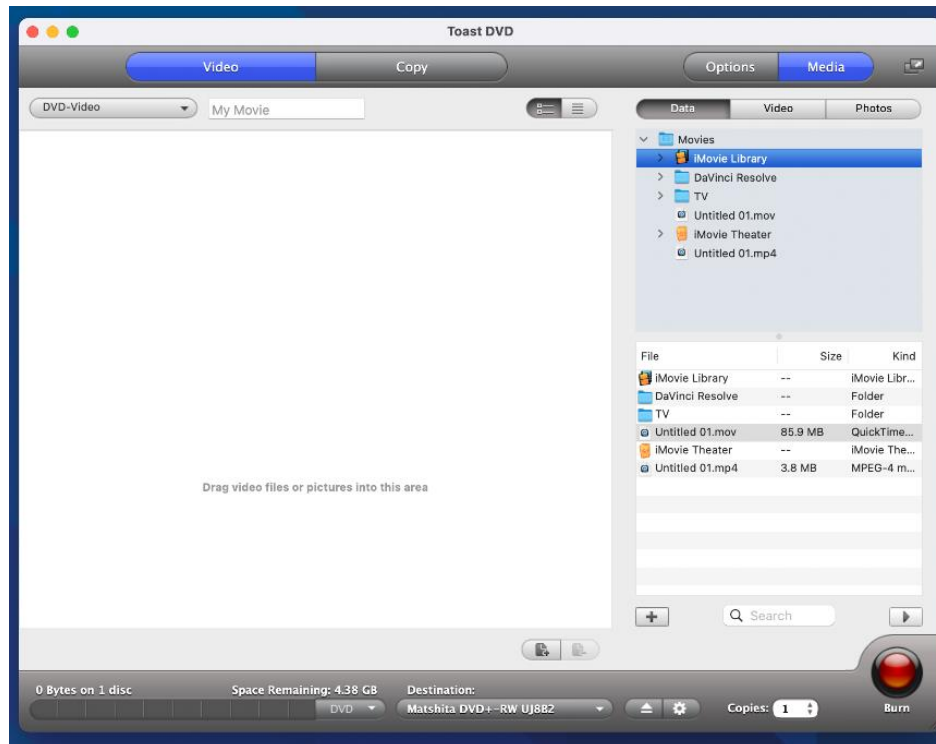 Toast DVD
Video Copy Options Media
DVD-Video My Movie Data Video Photos
Movies
iMovie Library
DaVinci Resolve
TV
Untitled 01.mov
iMovie Theater
Untitled 01.mp4
File Size Kind
iMovie Library -- iMovie Libr...
DaVinci Resolve -- Folder
TV -- Folder
Untitled 01.mov 85.9 MB QuickTime...
iMovie Theater -- iMovie The...
Untitled 01.mp4 3.8 MB MPEG-4 m...
Drag video files or pictures into this area
Search
0 Bytes on 1 disc Space Remaining: 4.38 GB Destination:
DVD Matshita DVD+-RW UJ8B2 Copies: 1 Burn